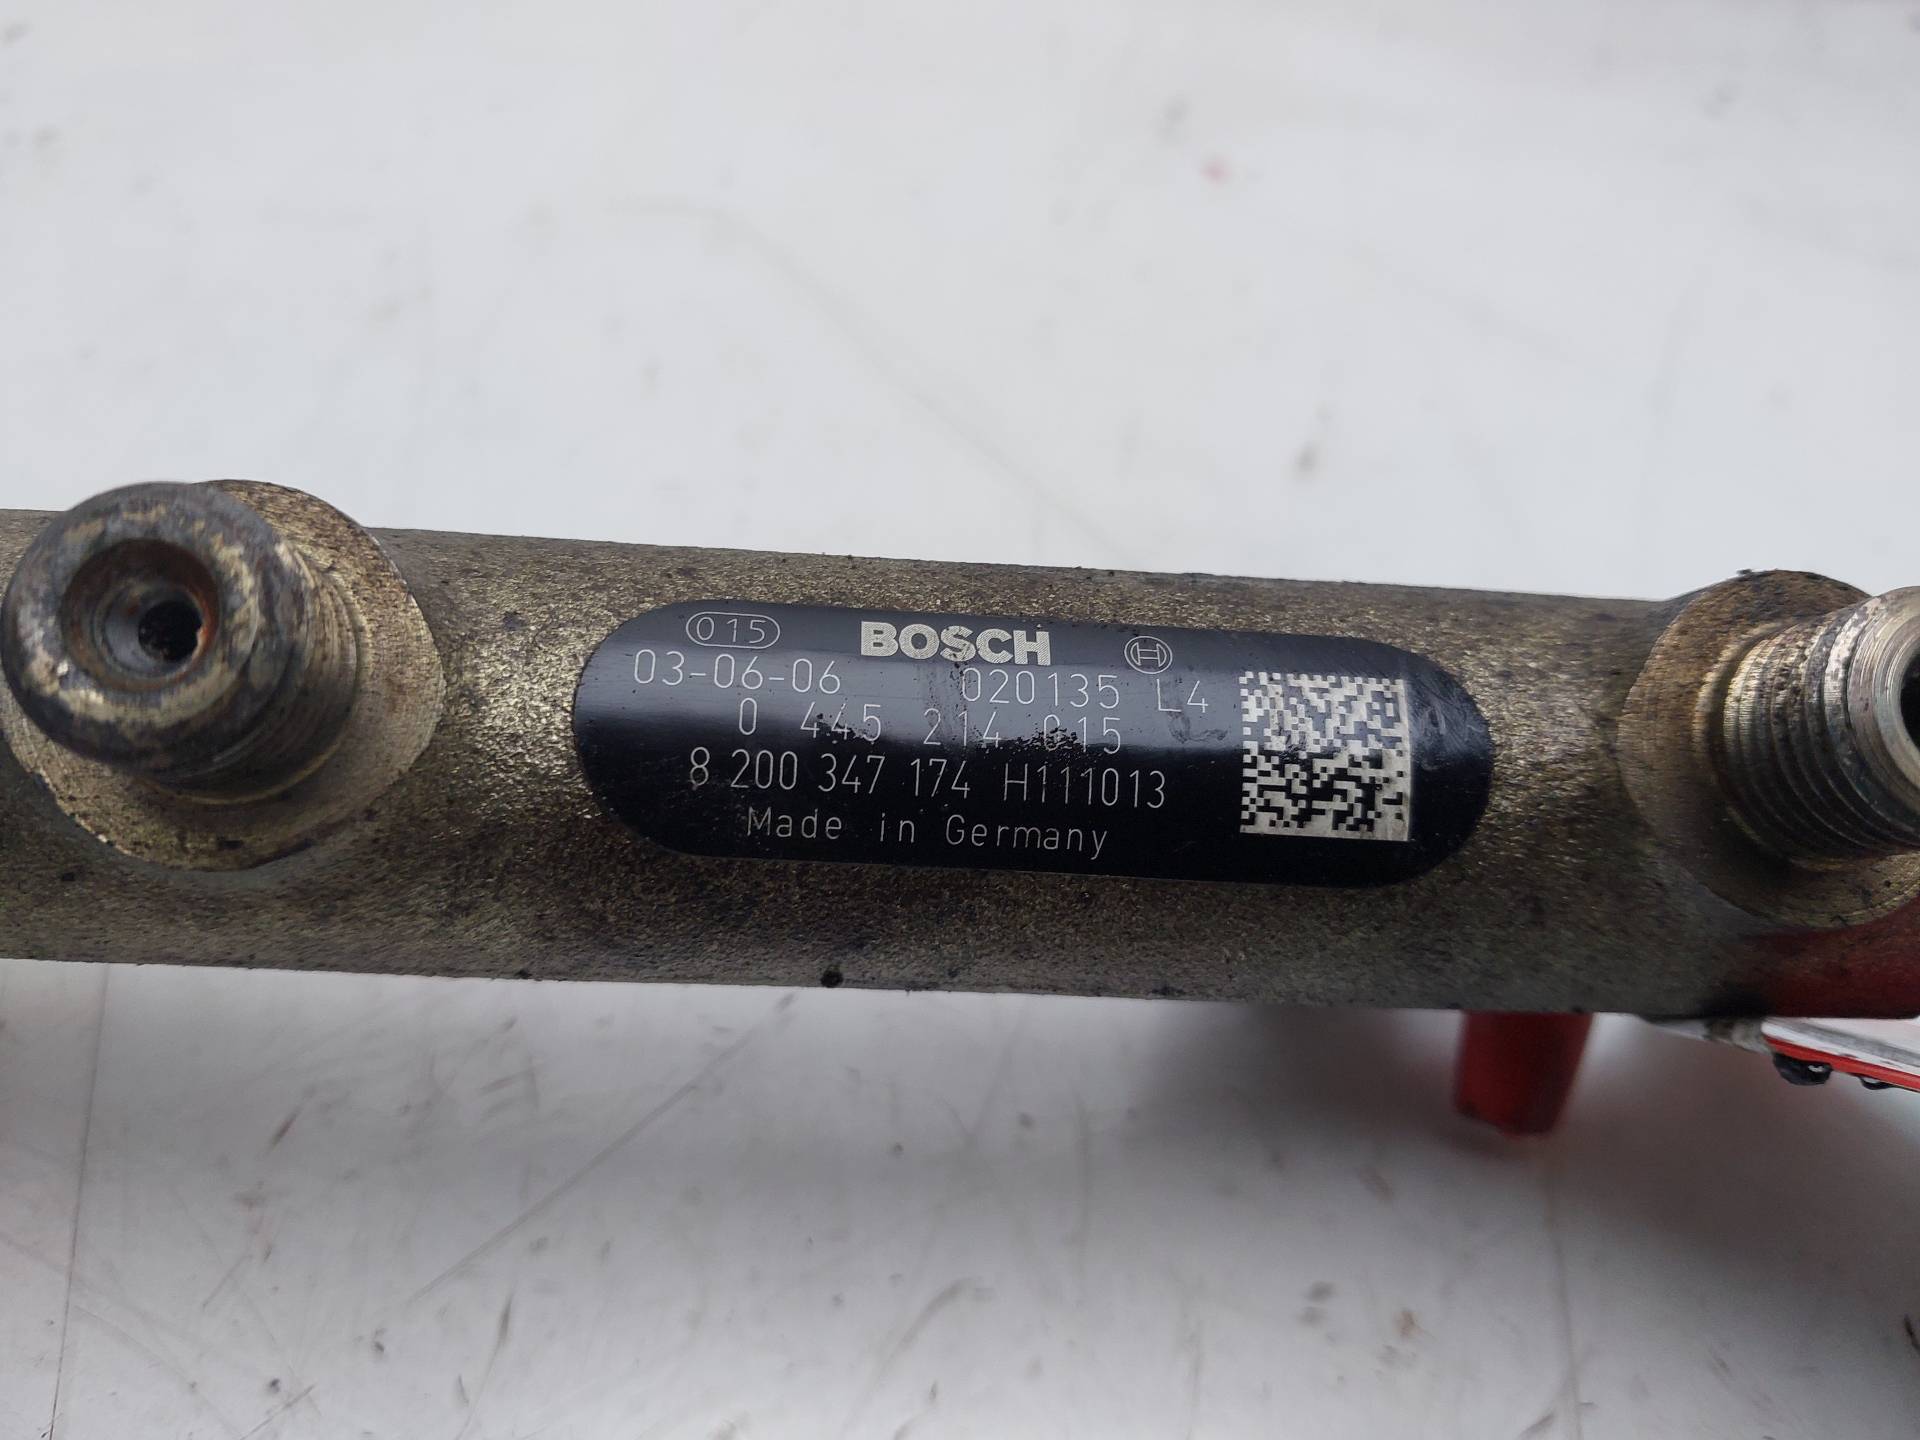 015 BOSCH
03-06-06 020135 L4
0 445 214 015
8 200 347 174 H111013
Made in Germany